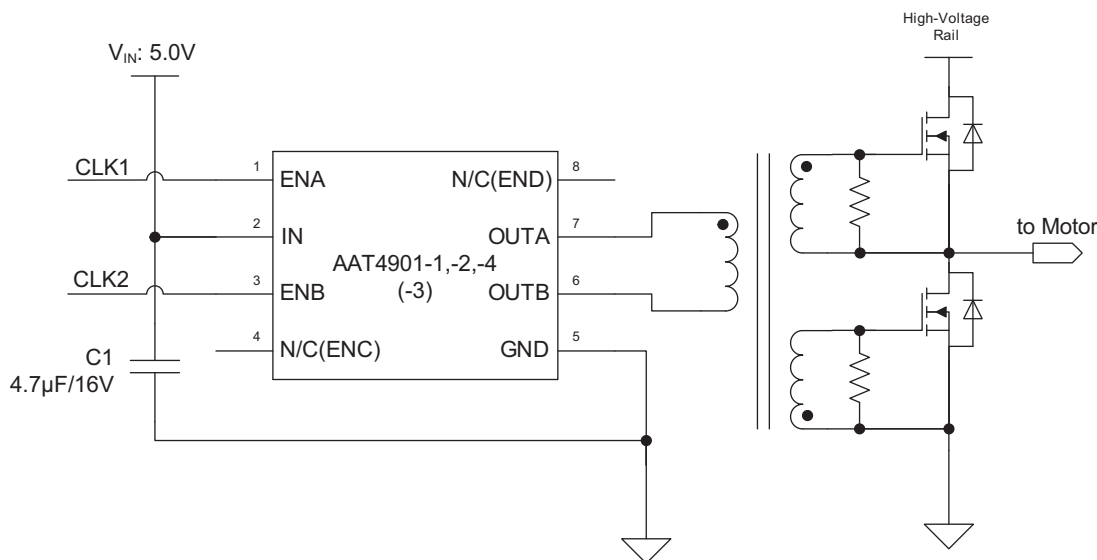 High-Voltage
Rail
VIN: 5.0V
CLK1
1
8
ENA
N/C(END)
2
7
IN
OUTA
to Motor
AAT4901-1,-2,-4
(-3)
CLK2
3
6
ENB
OUTB
4
5
N/C(ENC)
GND
C1
4.7µF/16V